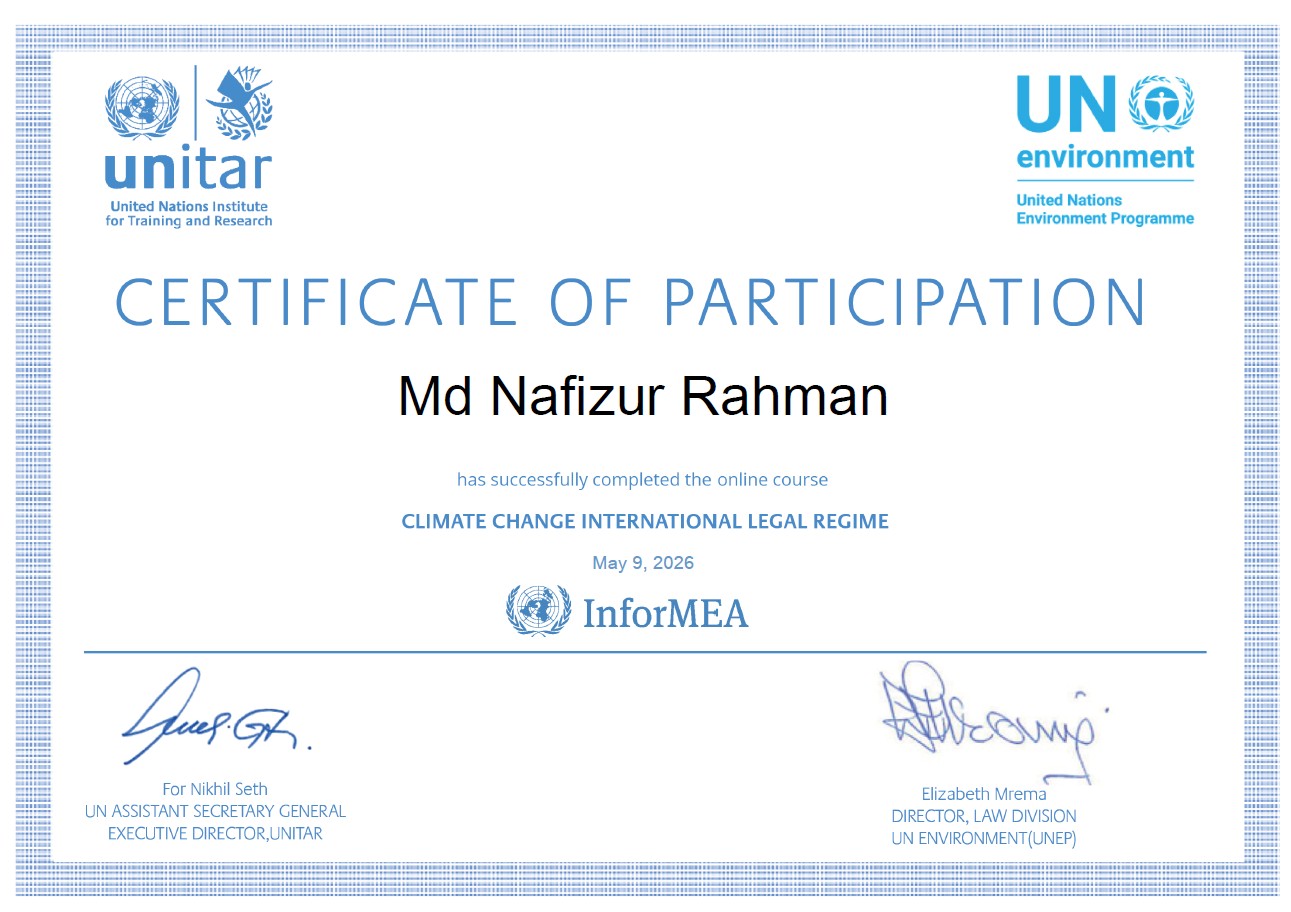 unitar
United Nations Institute
for Training and Research
UN
environment
United Nations
Environment Programme
CERTIFICATE OF PARTICIPATION
Md Nafizur Rahman
has successfully completed the online course
CLIMATE CHANGE INTERNATIONAL LEGAL REGIME
May 9, 2026
InforMEA
For Nikhil Seth
UN ASSISTANT SECRETARY GENERAL
EXECUTIVE DIRECTOR,UNITAR
Elizabeth Mrema
DIRECTOR, LAW DIVISION
UN ENVIRONMENT(UNEP)